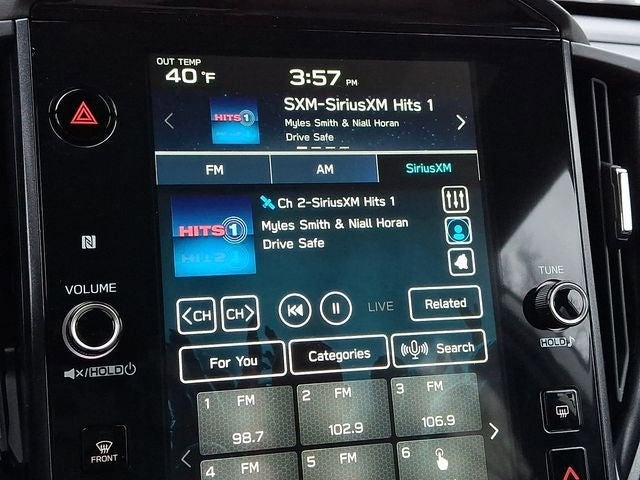 OUT TEMP
40 °F
3:57 PM
HITS 1
SXM-SiriusXM Hits 1
Myles Smith & Niall Horan
Drive Safe
FM
AM
SiriusXM
HITS 1
Ch 2-SiriusXM Hits 1
Myles Smith & Niall Horan
Drive Safe
VOLUME
/HOLD
TUNE
HOLD
<CH
CH>
LIVE
Related
For You
Categories
Search
1 FM
98.7
2 FM
102.9
3 FM
106.9
4 FM
5 FM
6
FRONT